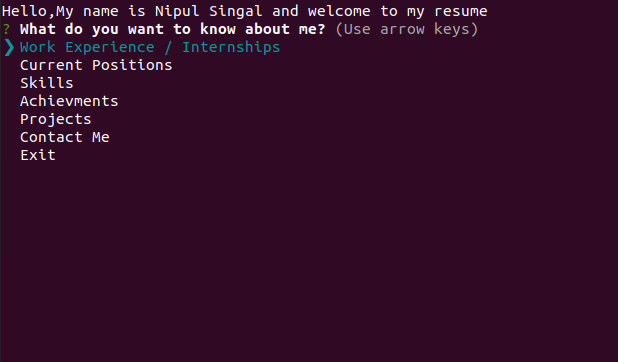 Hello,My name is Nipul Singal and welcome to my resume
? What do you want to know about me? (Use arrow keys)
❯ Work Experience / Internships
Current Positions
Skills
Achievments
Projects
Contact Me
Exit